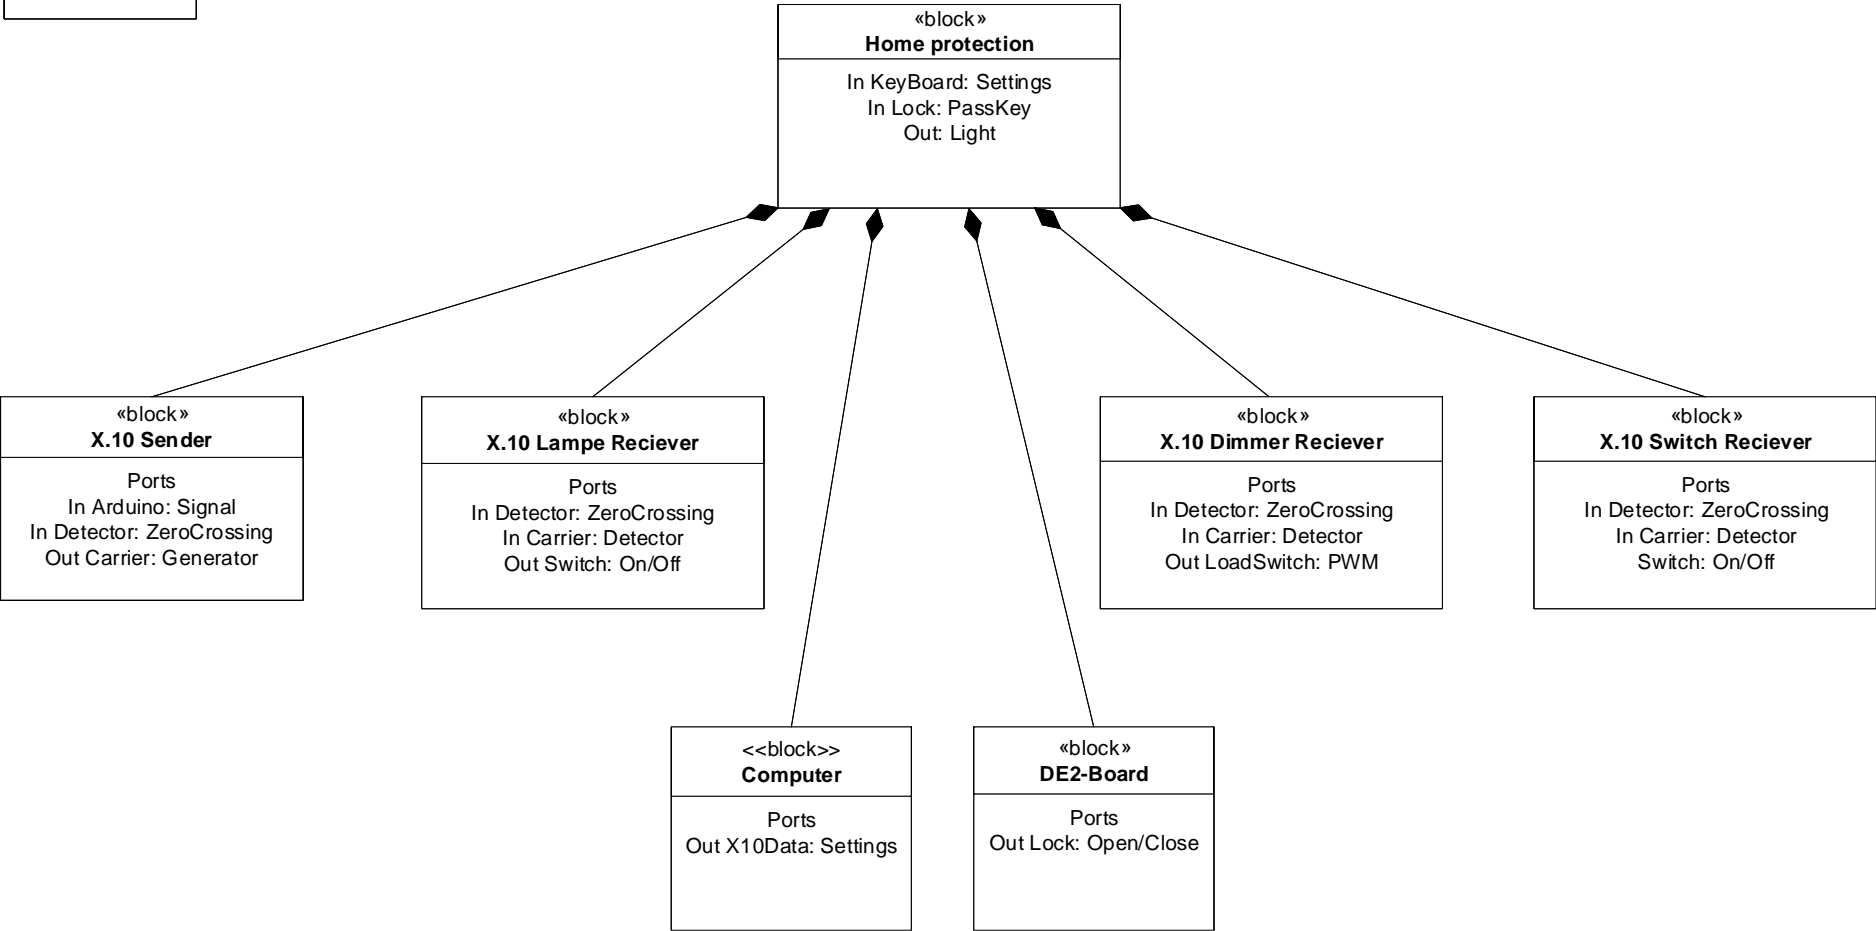 «block»
Home protection
In KeyBoard: Settings
In Lock: PassKey
Out: Light
«block»
X.10 Sender
Ports
In Arduino: Signal
In Detector: ZeroCrossing
Out Carrier: Generator
«block»
X.10 Lampe Reciever
Ports
In Detector: ZeroCrossing
In Carrier: Detector
Out Switch: On/Off
«block»
X.10 Dimmer Reciever
Ports
In Detector: ZeroCrossing
In Carrier: Detector
Out LoadSwitch: PWM
«block»
X.10 Switch Reciever
Ports
In Detector: ZeroCrossing
In Carrier: Detector
Switch: On/Off
<<block>>
Computer
Ports
Out X10Data: Settings
«block»
DE2-Board
Ports
Out Lock: Open/Close